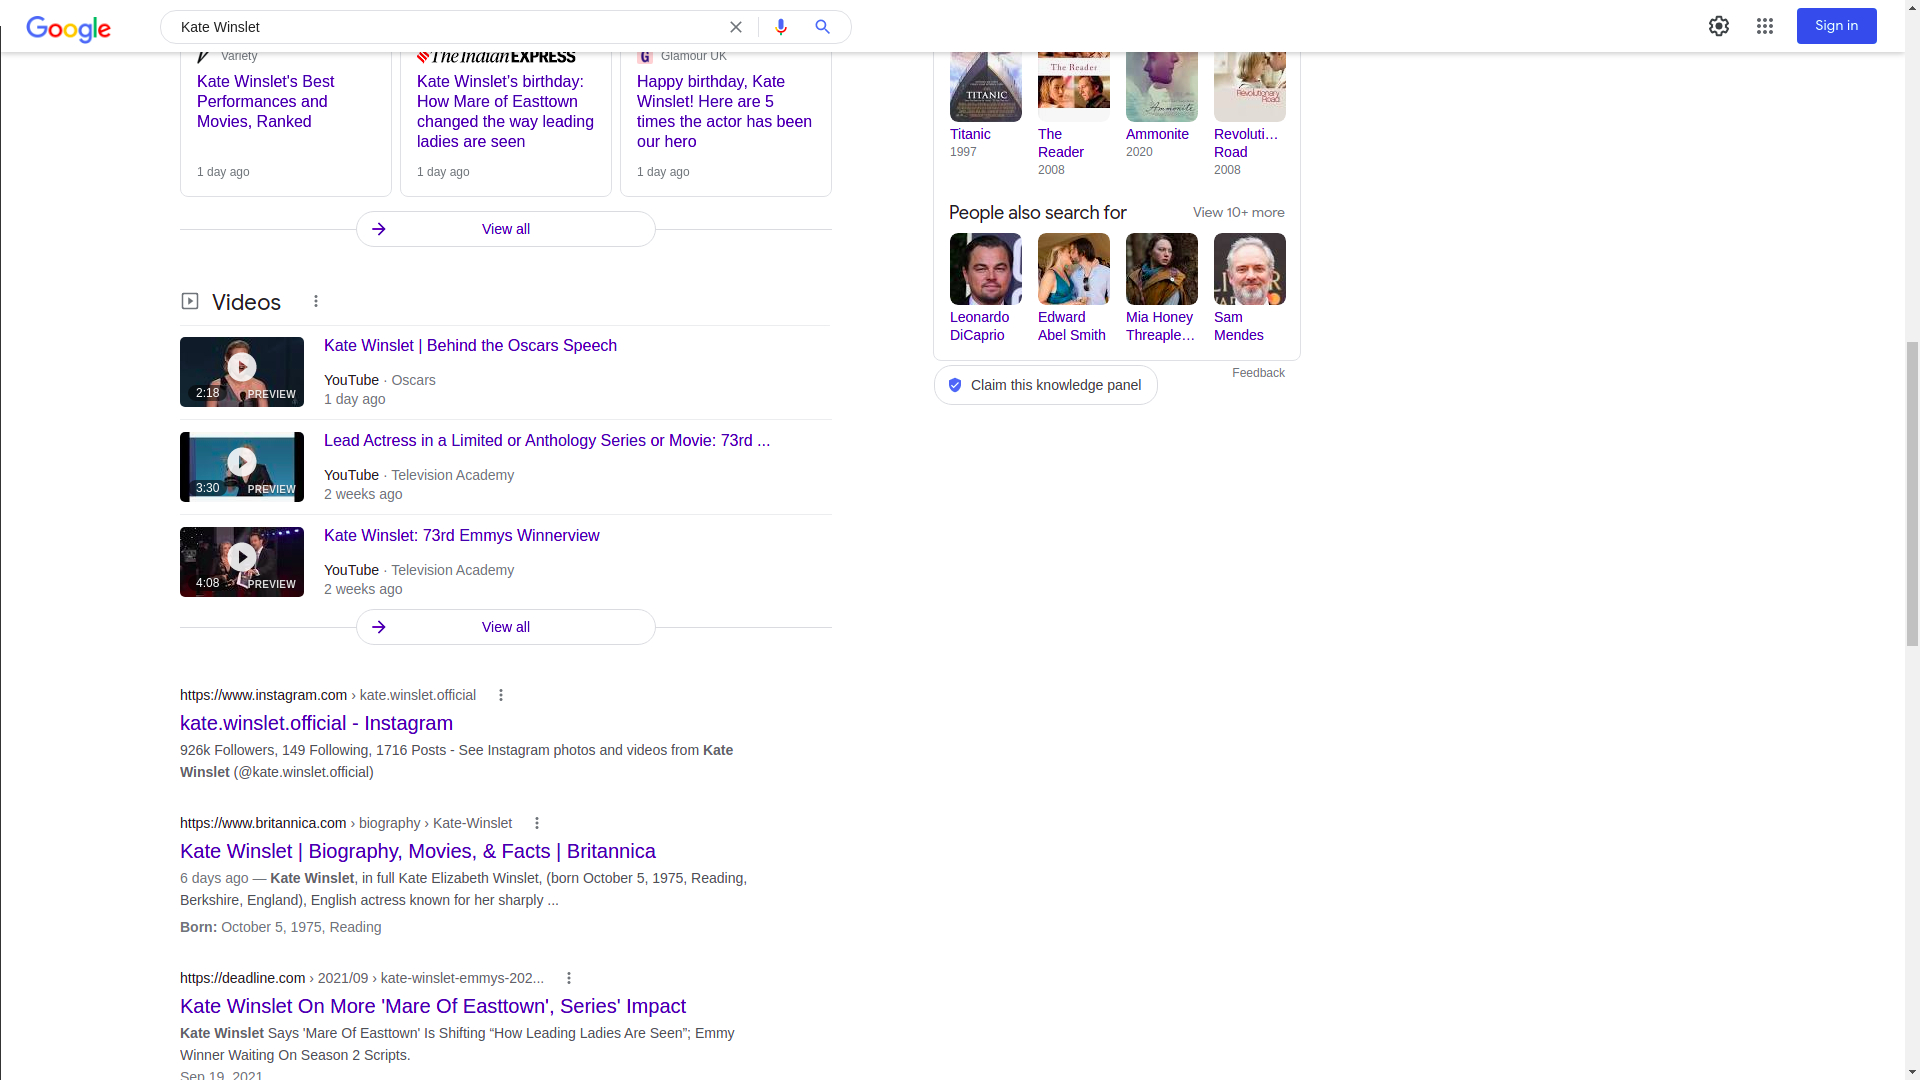 Google
Kate Winslet
Sign in
Variety
Kate Winslet's Best
Performances and
Movies, Ranked
1 day ago
The Indian EXPRESS
Kate Winslet's birthday:
How Mare of Easttown
changed the way leading
ladies are seen
1 day ago
G Glamour UK
Happy birthday, Kate
Winslet! Here are 5
times the actor has been
our hero
1 day ago
View all
Videos
2:18
PREVIEW
Kate Winslet | Behind the Oscars Speech
YouTube · Oscars
1 day ago
3:30
PREVIEW
Lead Actress in a Limited or Anthology Series or Movie: 73rd ...
YouTube · Television Academy
2 weeks ago
4:08
PREVIEW
Kate Winslet: 73rd Emmys Winnerview
YouTube · Television Academy
2 weeks ago
View all
https://www.instagram.com › kate.winslet.official
kate.winslet.official - Instagram
926k Followers, 149 Following, 1716 Posts - See Instagram photos and videos from Kate
Winslet (@kate.winslet.official)
https://www.britannica.com › biography › Kate-Winslet
Kate Winslet | Biography, Movies, & Facts | Britannica
6 days ago — Kate Winslet, in full Kate Elizabeth Winslet, (born October 5, 1975, Reading,
Berkshire, England), English actress known for her sharply ...
Born: October 5, 1975, Reading
https://deadline.com › 2021/09 › kate-winslet-emmys-202...
Kate Winslet On More 'Mare Of Easttown', Series' Impact
Kate Winslet Says 'Mare Of Easttown' Is Shifting “How Leading Ladies Are Seen”; Emmy
Winner Waiting On Season 2 Scripts.
Sep 19, 2021
TITANIC
The Reader
Ammonite
Revolutionary
Road
Titanic
1997
The
Reader
2008
Ammonite
2020
Revoluti...
Road
2008
People also search for
View 10+ more
Leonardo
DiCaprio
Edward
Abel Smith
Mia Honey
Threaple...
Sam
Mendes
Feedback
Claim this knowledge panel